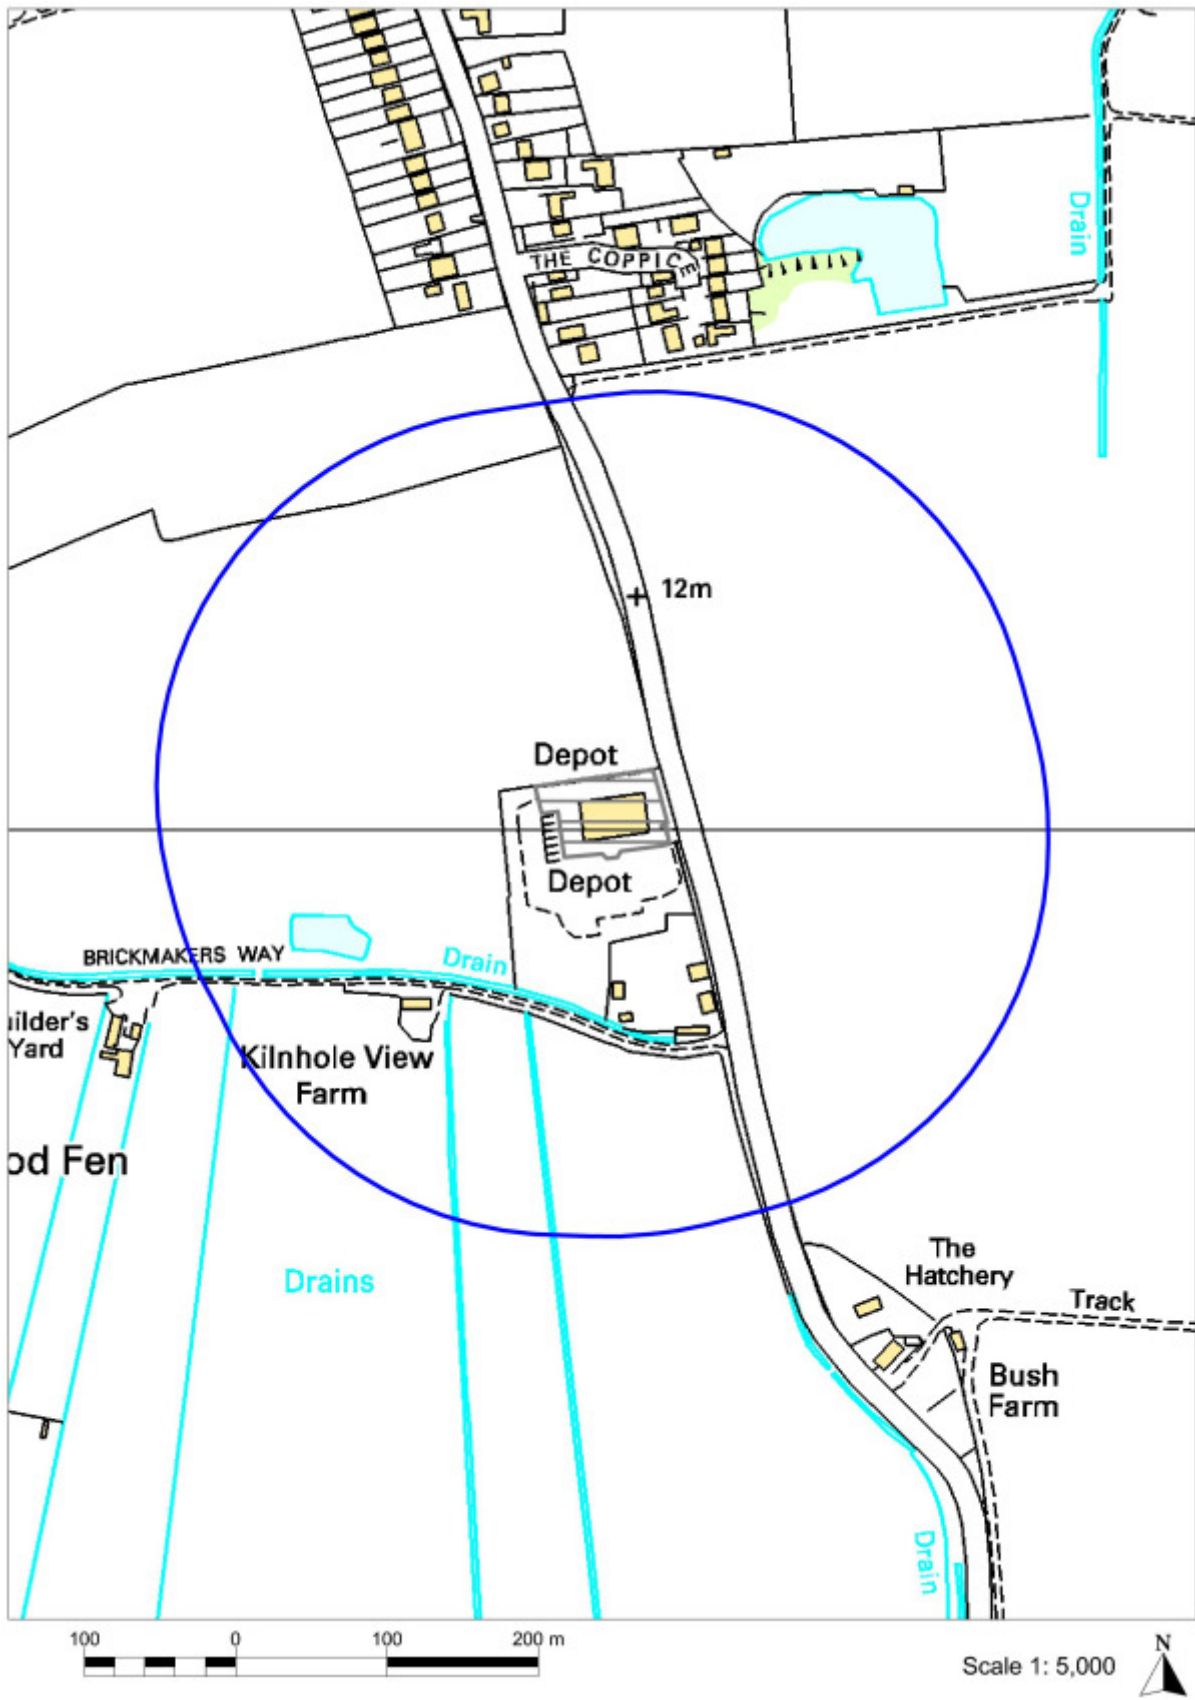 Drain
THE COPPICE
12m
Depot
Depot
BRICKMAKERS WAY
Drain
uilder's
Yard
Kilnhole View
Farm
od Fen
Drains
The
Hatchery
Track
Bush
Farm
Drain
100 0 100 200 m
Scale 1: 5,000
N